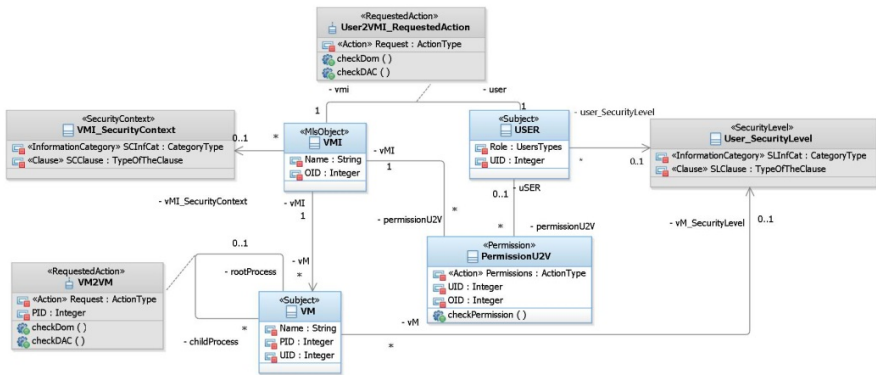 «RequestedAction»
User2VMI_RequestedAction
«Action» Request : ActionType
checkDom ( )
checkDAC ( )
- vmi
- user
1
1
- user_SecurityLevel
«SecurityContext»
VMI_SecurityContext
«InformationCategory» SCInfCat : CategoryType
«Clause» SCClause : TypeOfTheClause
0..1
*
«MlsObject»
VMI
Name : String
OID : Integer
- vMI
1
«Subject»
USER
Role : UsersTypes
UID : Integer
*
0..1
«SecurityLevel»
User_SecurityLevel
«InformationCategory» SLInfCat : CategoryType
«Clause» SLClause : TypeOfTheClause
- vMI_SecurityContext
- vMI
1
- uSER
0..1
- permissionU2V
*
*
- permissionU2V
- vM_SecurityLevel
0..1
0..1
- rootProcess
- vM
*
«Permission»
PermissionU2V
«Action» Permissions : ActionType
UID : Integer
OID : Integer
checkPermission ( )
«RequestedAction»
VM2VM
«Action» Request : ActionType
PID : Integer
checkDom ( )
checkDAC ( )
*
- childProcess
«Subject»
VM
Name : String
PID : Integer
UID : Integer
- vM
*